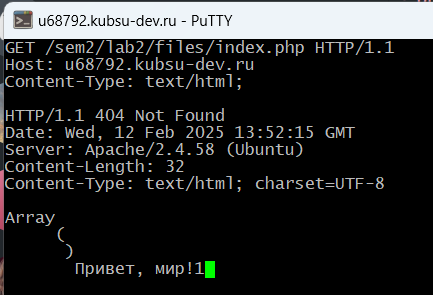 u68792.kubsu-dev.ru - PuTTY
GET /sem2/lab2/files/index.php HTTP/1.1
Host: u68792.kubsu-dev.ru
Content-Type: text/html;
HTTP/1.1 404 Not Found
Date: Wed, 12 Feb 2025 13:52:15 GMT
Server: Apache/2.4.58 (Ubuntu)
Content-Length: 32
Content-Type: text/html; charset=UTF-8
Array
(
)
Привет, мир!1